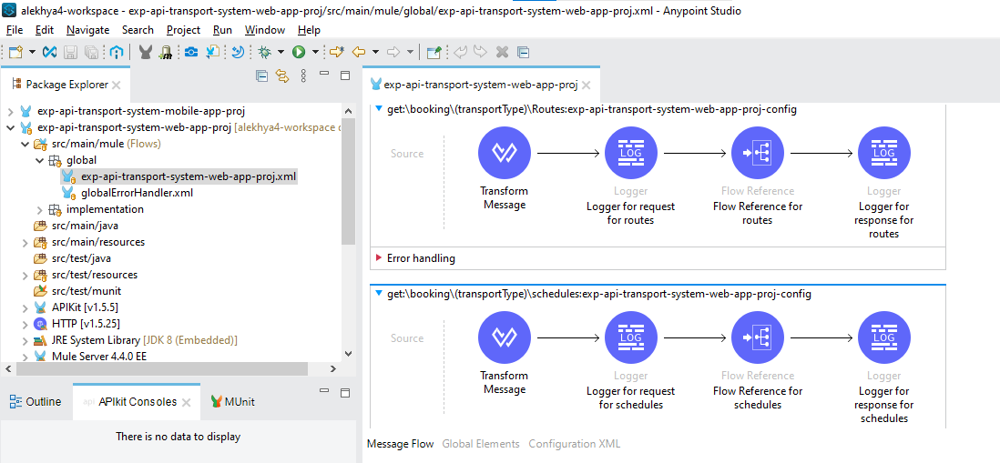 alekhya4-workspace - exp-api-transport-system-web-app-proj/src/main/mule/global/exp-api-transport-system-web-app-proj.xml - Anypoint Studio
File Edit Navigate Search Project Run Window Help
Package Explorer
exp-api-transport-system-mobile-app-proj
exp-api-transport-system-web-app-proj [alekhya4-workspace
src/main/mule (Flows)
global
exp-api-transport-system-web-app-proj.xml
globalErrorHandler.xml
implementation
src/main/java
src/main/resources
src/test/java
src/test/resources
src/test/munit
APIKit [v1.5.5]
HTTP [v1.5.25]
JRE System Library [JDK 8 (Embedded)]
Mule Server 4.4.0 EE
Outline
api APIkit Consoles
MUnit
There is no data to display
exp-api-transport-system-web-app-proj
get:\booking\(transportType)\Routes:exp-api-transport-system-web-app-proj-config
Source
Transform
Message
LOG
Logger
Logger for request
for routes
Flow Reference
Flow Reference for
routes
LOG
Logger
Logger for
response for
routes
Error handling
get:\booking\(transportType)\schedules:exp-api-transport-system-web-app-proj-config
Source
Transform
Message
LOG
Logger
Logger for request
for schedules
Flow Reference
Flow Reference for
schedules
LOG
Logger
Logger for
response for
schedules
Message Flow Global Elements Configuration XML